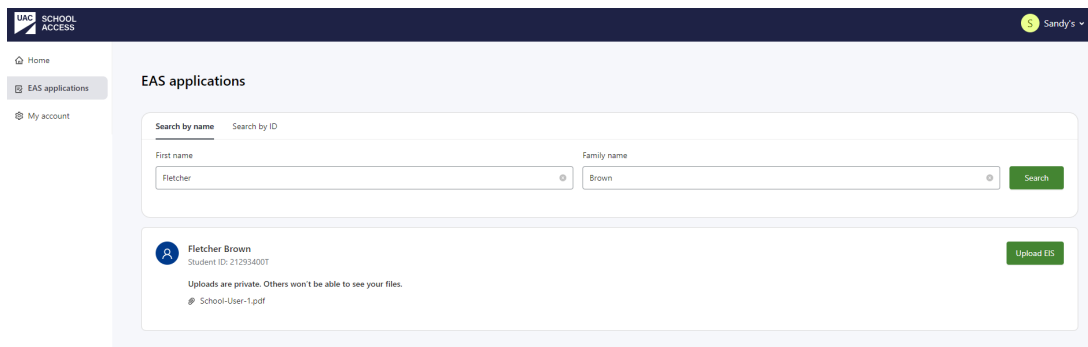 UAC SCHOOL
ACCESS
S Sandy's
Home
EAS applications
My account
EAS applications
Search by name Search by ID
First name Family name
Fletcher Brown Search
Fletcher Brown
Student ID: 21293400T
Upload EIS
Uploads are private. Others won't be able to see your files.
School-User-1.pdf